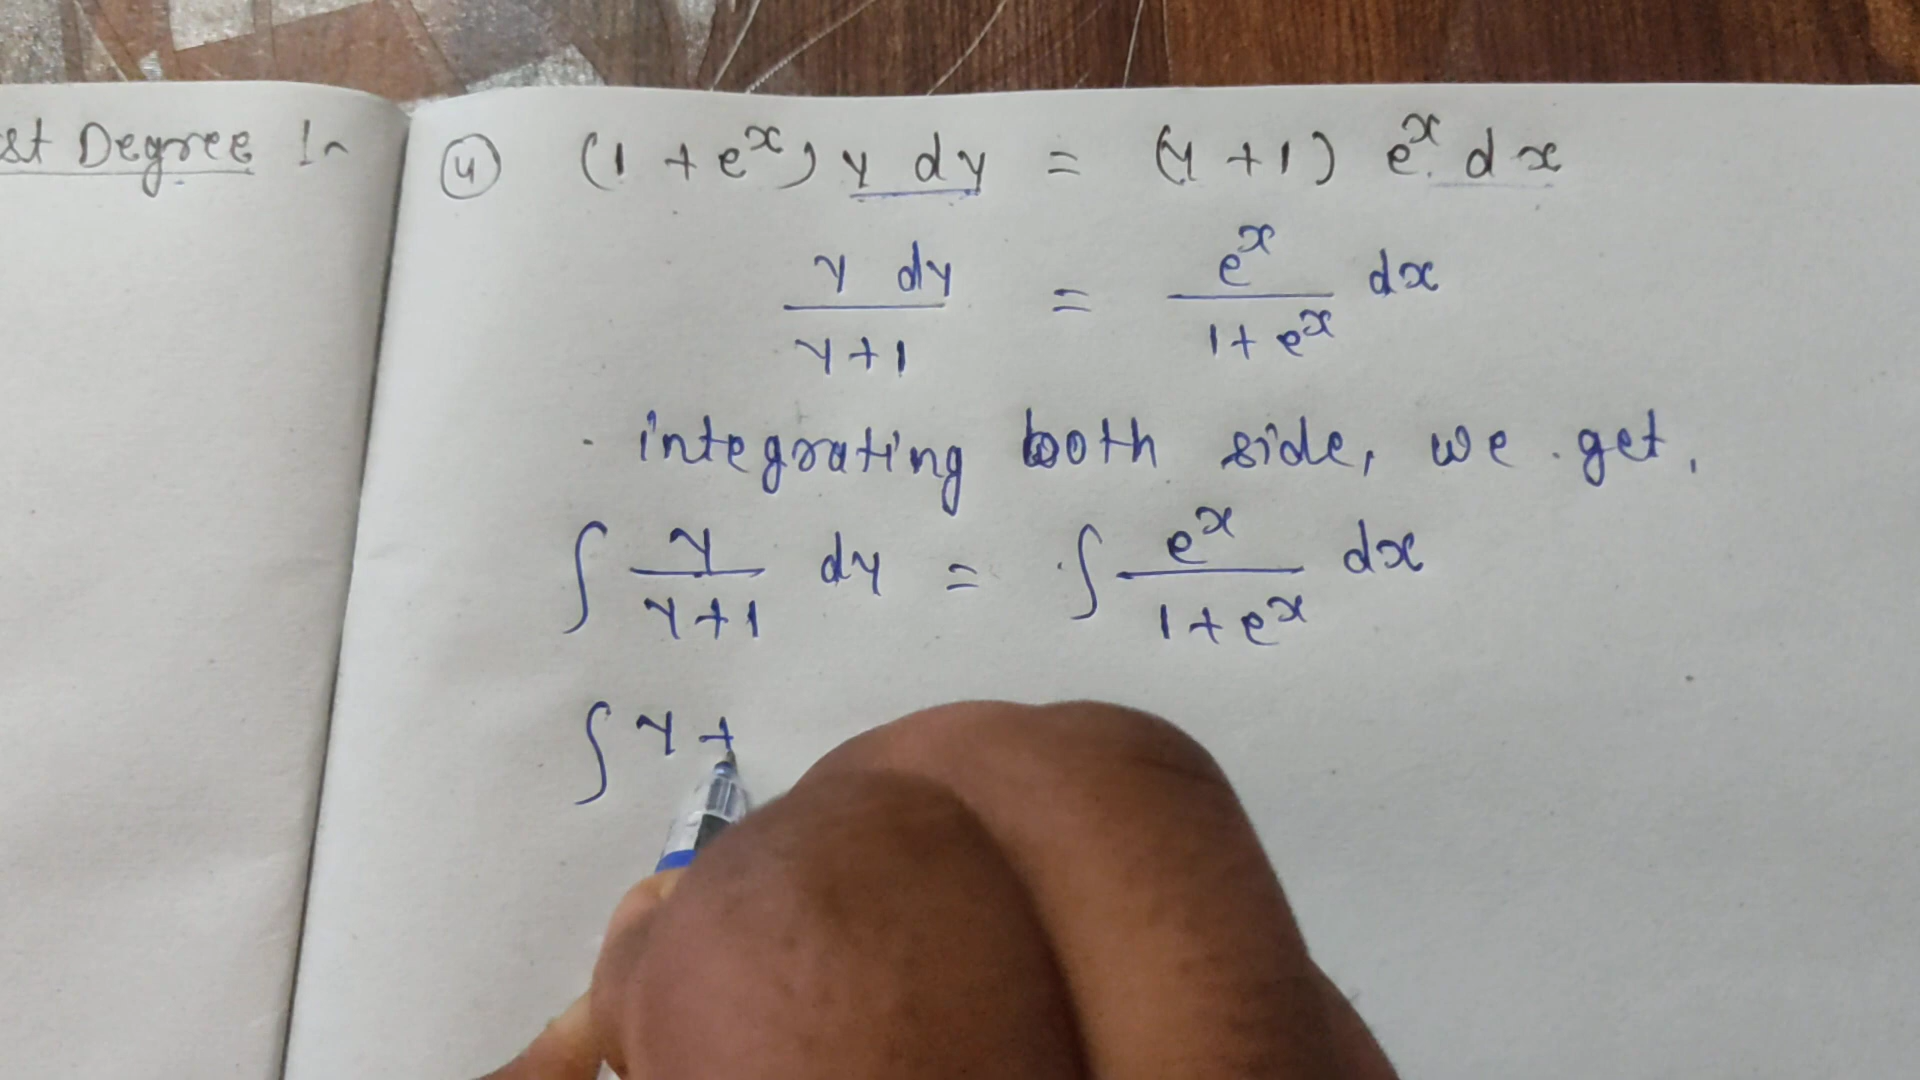 st Degree In
(4) (1 + e^x) y dy = (y + 1) e^x dx
y dy / y + 1 = e^x / 1 + e^x dx
integrating both side, we get,
∫ y / y + 1 dy = ∫ e^x / 1 + e^x dx
∫ y +